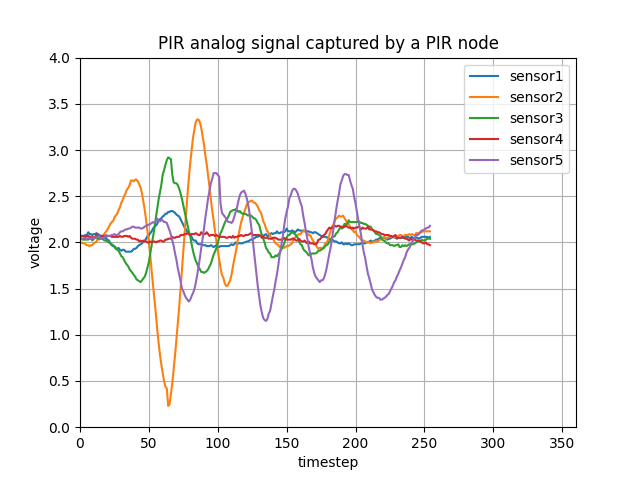 PIR analog signal captured by a PIR node
4.0
3.5
3.0
2.5
2.0
1.5
1.0
0.5
0.0
voltage
0 50 100 150 200 250 300 350
timestep
sensor1
sensor2
sensor3
sensor4
sensor5